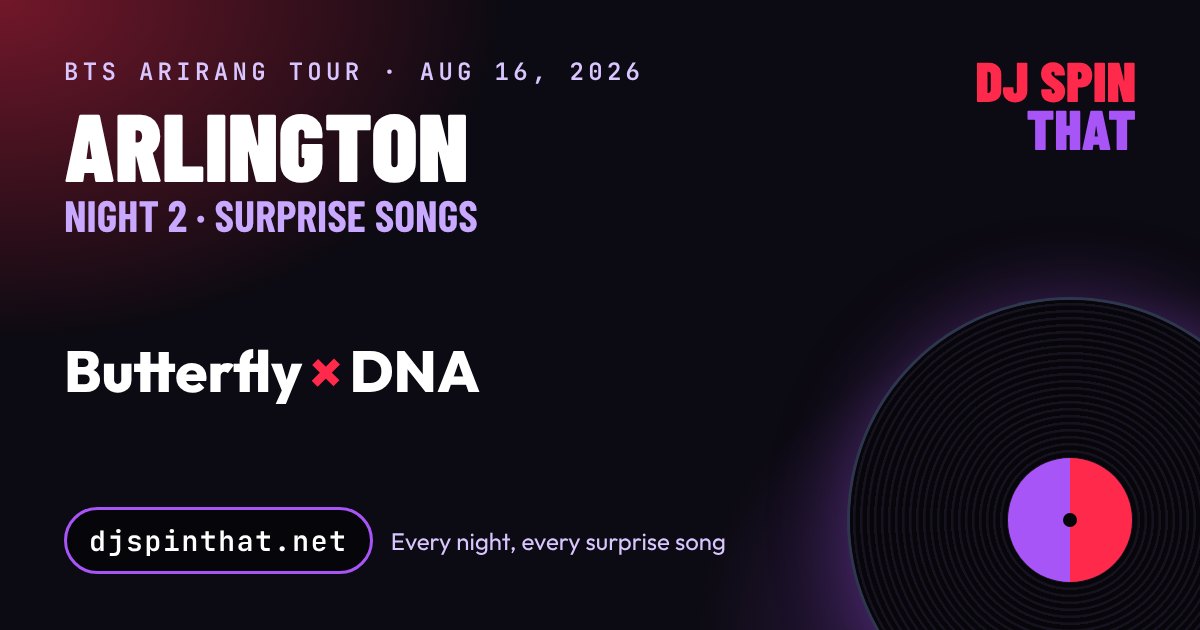 BTS ARIRANG TOUR · AUG 16, 2026
ARLINGTON
NIGHT 2 · SURPRISE SONGS
DJ SPIN
THAT
Butterfly × DNA
djspinthat.net
Every night, every surprise song